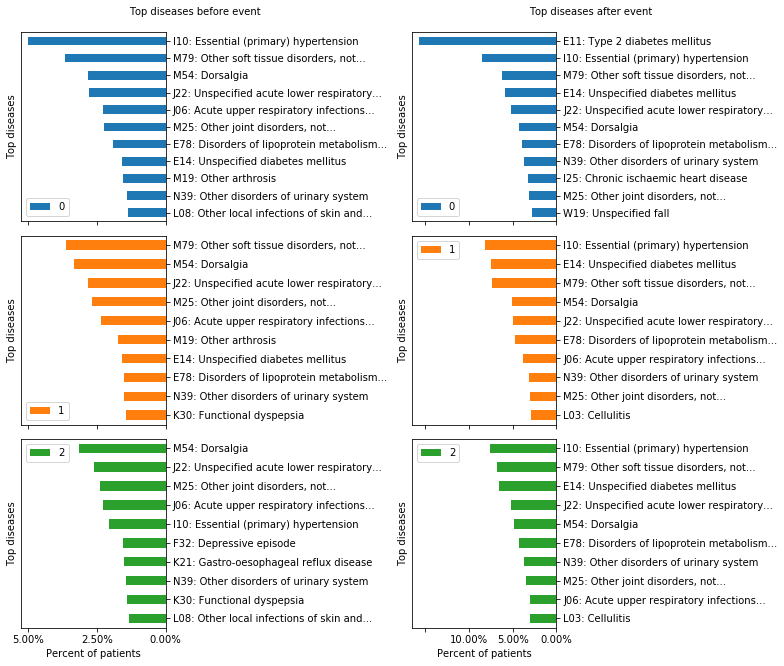 Top diseases before event
Top diseases
I10: Essential (primary) hypertension
M79: Other soft tissue disorders, not...
M54: Dorsalgia
J22: Unspecified acute lower respiratory...
J06: Acute upper respiratory infections...
M25: Other joint disorders, not...
E78: Disorders of lipoprotein metabolism...
E14: Unspecified diabetes mellitus
M19: Other arthrosis
N39: Other disorders of urinary system
L08: Other local infections of skin and...
0
Top diseases
M79: Other soft tissue disorders, not...
M54: Dorsalgia
J22: Unspecified acute lower respiratory...
M25: Other joint disorders, not...
J06: Acute upper respiratory infections...
M19: Other arthrosis
E14: Unspecified diabetes mellitus
E78: Disorders of lipoprotein metabolism...
N39: Other disorders of urinary system
K30: Functional dyspepsia
1
Top diseases
2
M54: Dorsalgia
J22: Unspecified acute lower respiratory...
M25: Other joint disorders, not...
J06: Acute upper respiratory infections...
I10: Essential (primary) hypertension
F32: Depressive episode
K21: Gastro-oesophageal reflux disease
N39: Other disorders of urinary system
K30: Functional dyspepsia
L08: Other local infections of skin and...
5.00% 2.50% 0.00%
Percent of patients
Top diseases after event
Top diseases
E11: Type 2 diabetes mellitus
I10: Essential (primary) hypertension
M79: Other soft tissue disorders, not...
E14: Unspecified diabetes mellitus
J22: Unspecified acute lower respiratory...
M54: Dorsalgia
E78: Disorders of lipoprotein metabolism...
N39: Other disorders of urinary system
I25: Chronic ischaemic heart disease
M25: Other joint disorders, not...
W19: Unspecified fall
0
Top diseases
1
I10: Essential (primary) hypertension
E14: Unspecified diabetes mellitus
M79: Other soft tissue disorders, not...
M54: Dorsalgia
J22: Unspecified acute lower respiratory...
E78: Disorders of lipoprotein metabolism...
J06: Acute upper respiratory infections...
N39: Other disorders of urinary system
M25: Other joint disorders, not...
L03: Cellulitis
Top diseases
2
I10: Essential (primary) hypertension
M79: Other soft tissue disorders, not...
E14: Unspecified diabetes mellitus
J22: Unspecified acute lower respiratory...
M54: Dorsalgia
E78: Disorders of lipoprotein metabolism...
N39: Other disorders of urinary system
M25: Other joint disorders, not...
J06: Acute upper respiratory infections...
L03: Cellulitis
10.00% 5.00% 0.00%
Percent of patients